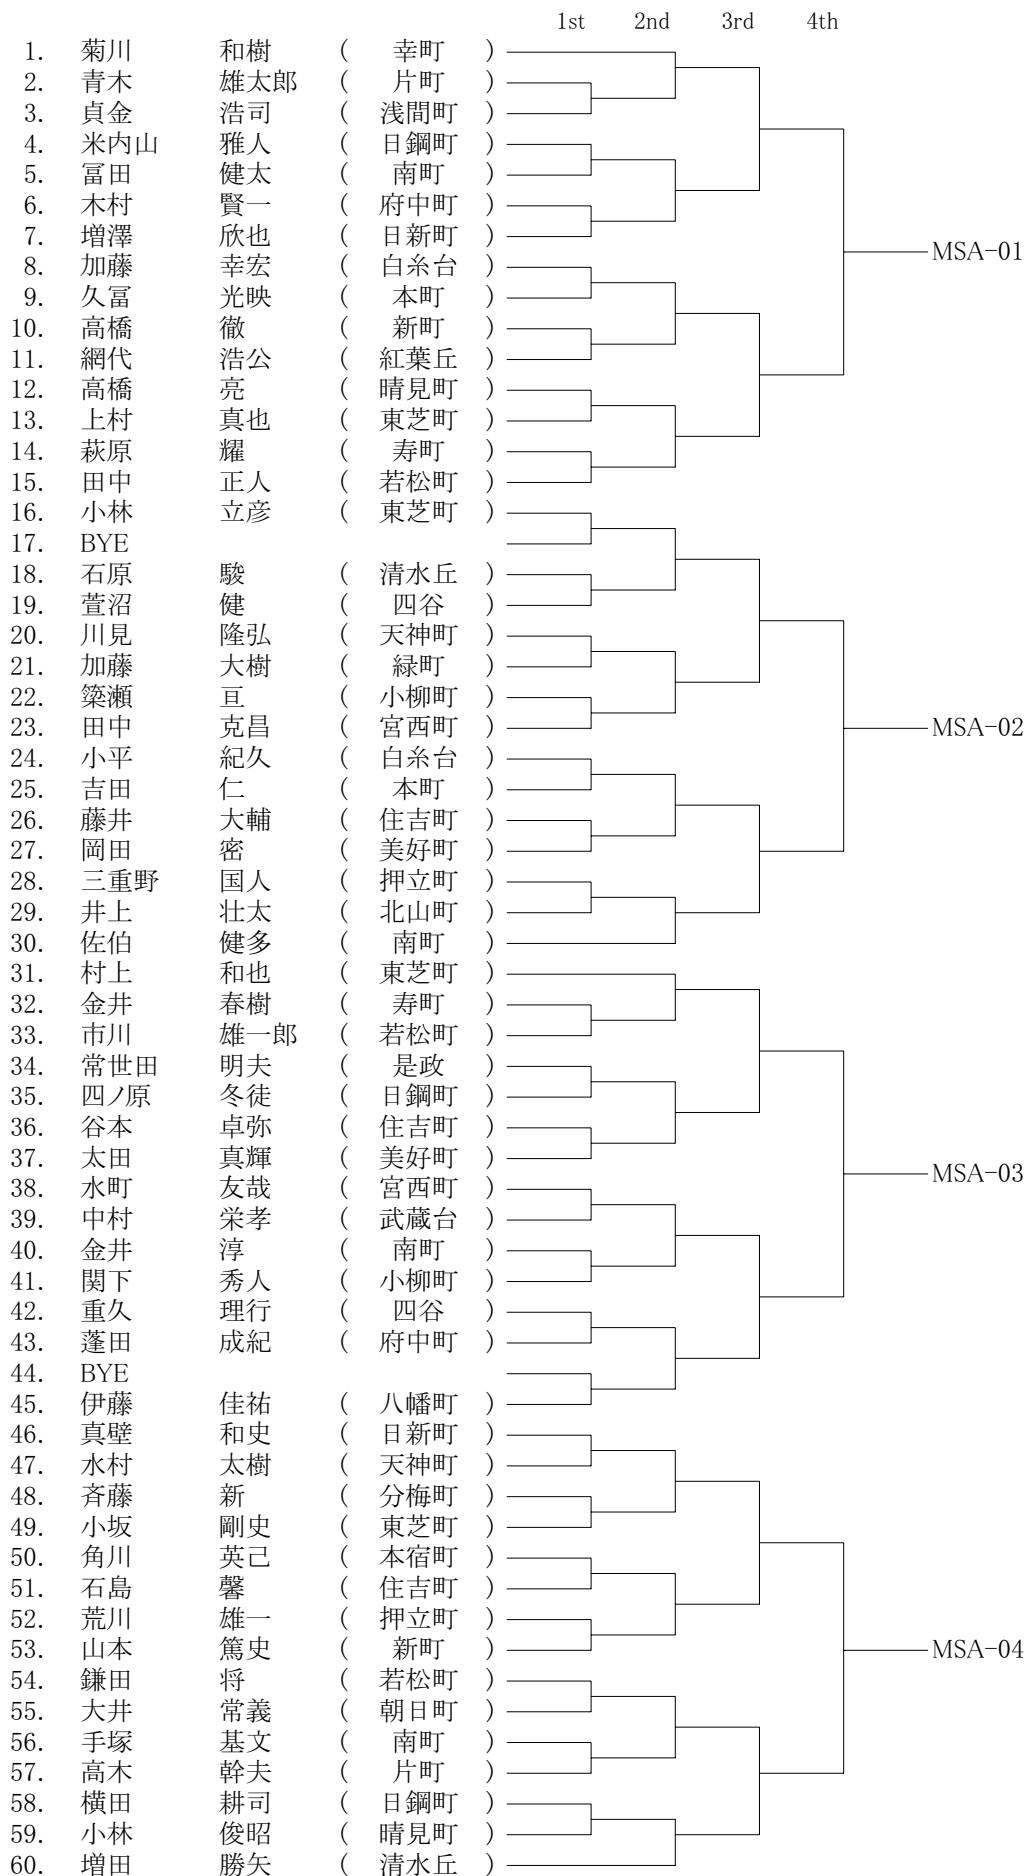 1st 2nd 3rd 4th
1. 菊川 和樹 ( 幸町 )
2. 青木 雄太郎 ( 片町 )
3. 貞金 浩司 ( 浅間町 )
4. 米内山 雅人 ( 日鋼町 )
5. 冨田 健太 ( 南町 )
6. 木村 賢一 ( 府中町 )
7. 増澤 欣也 ( 日新町 )
MSA-01
8. 加藤 幸宏 ( 白糸台 )
9. 久冨 光映 ( 本町 )
10. 高橋 徹 ( 新町 )
11. 網代 浩公 ( 紅葉丘 )
12. 高橋 亮 ( 晴見町 )
13. 上村 真也 ( 東芝町 )
14. 萩原 耀 ( 寿町 )
15. 田中 正人 ( 若松町 )
16. 小林 立彦 ( 東芝町 )
17. BYE
18. 石原 駿 ( 清水丘 )
19. 萱沼 健 ( 四谷 )
20. 川見 隆弘 ( 天神町 )
21. 加藤 大樹 ( 緑町 )
22. 簗瀬 亘 ( 小柳町 )
23. 田中 克昌 ( 宮西町 ) MSA-02
24. 小平 紀久 ( 白糸台 )
25. 吉田 仁 ( 本町 )
26. 藤井 大輔 ( 住吉町 )
27. 岡田 密 ( 美好町 )
28. 三重野 国人 ( 押立町 )
29. 井上 壮太 ( 北山町 )
30. 佐伯 健多 ( 南町 )
31. 村上 和也 ( 東芝町 )
32. 金井 春樹 ( 寿町 )
33. 市川 雄一郎 ( 若松町 )
34. 常世田 明夫 ( 是政 )
35. 四ノ原 冬徒 ( 日鋼町 )
36. 谷本 卓弥 ( 住吉町 )
37. 太田 真輝 ( 美好町 )
MSA-03
38. 水町 友哉 ( 宮西町 )
39. 中村 栄孝 ( 武蔵台 )
40. 金井 淳 ( 南町 )
41. 関下 秀人 ( 小柳町 )
42. 重久 理行 ( 四谷 )
43. 蓬田 成紀 ( 府中町 )
44. BYE
45. 伊藤 佳祐 ( 八幡町 )
46. 真壁 和史 ( 日新町 )
47. 水村 太樹 ( 天神町 )
48. 斉藤 新 ( 分梅町 )
49. 小坂 剛史 ( 東芝町 )
50. 角川 英己 ( 本宿町 )
51. 石島 馨 ( 住吉町 )
52. 荒川 雄一 ( 押立町 )
53. 山本 篤史 ( 新町 ) MSA-04
54. 鎌田 将 ( 若松町 )
55. 大井 常義 ( 朝日町 )
56. 手塚 基文 ( 南町 )
57. 高木 幹夫 ( 片町 )
58. 横田 耕司 ( 日鋼町 )
59. 小林 俊昭 ( 晴見町 )
60. 増田 勝矢 ( 清水丘 )